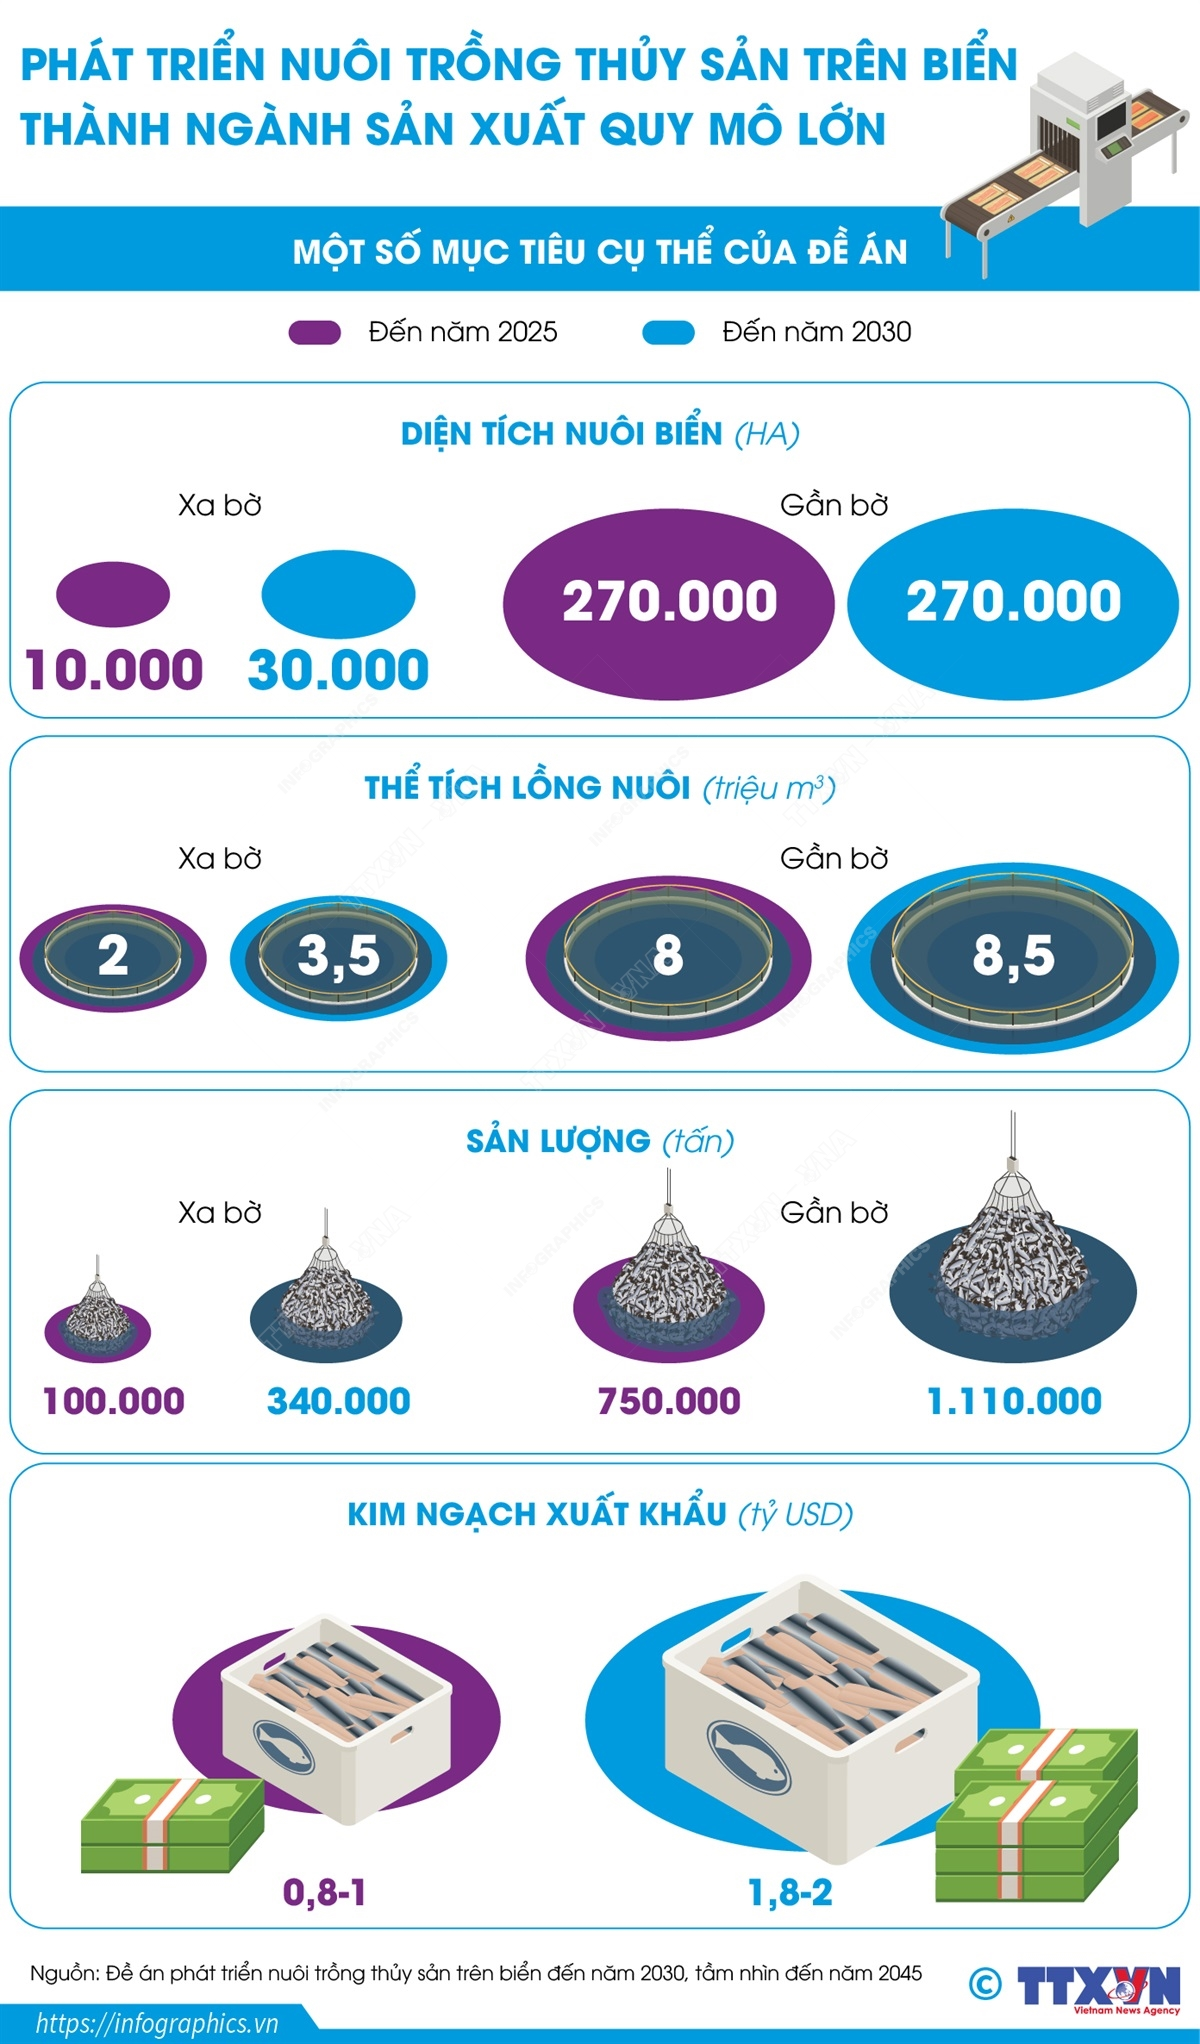 PHÁT TRIỂN NUÔI TRỒNG THỦY SẢN TRÊN BIỂN
THÀNH NGÀNH SẢN XUẤT QUY MÔ LỚN
MỘT SỐ MỤC TIÊU CỤ THỂ CỦA ĐỀ ÁN
Đến năm 2025
Đến năm 2030
DIỆN TÍCH NUÔI BIỂN (HA)
Xa bờ
Gần bờ
10.000
30.000
270.000
270.000
THỂ TÍCH LỒNG NUÔI (triệu m³)
Xa bờ
Gần bờ
2
3,5
8
8,5
SẢN LƯỢNG (tấn)
Xa bờ
Gần bờ
100.000
340.000
750.000
1.110.000
KIM NGẠCH XUẤT KHẨU (tỷ USD)
0,8-1
1,8-2
Nguồn: Đề án phát triển nuôi trồng thủy sản trên biển đến năm 2030, tầm nhìn đến năm 2045
© TTXVN
Vietnam News Agency
https://infographics.vn